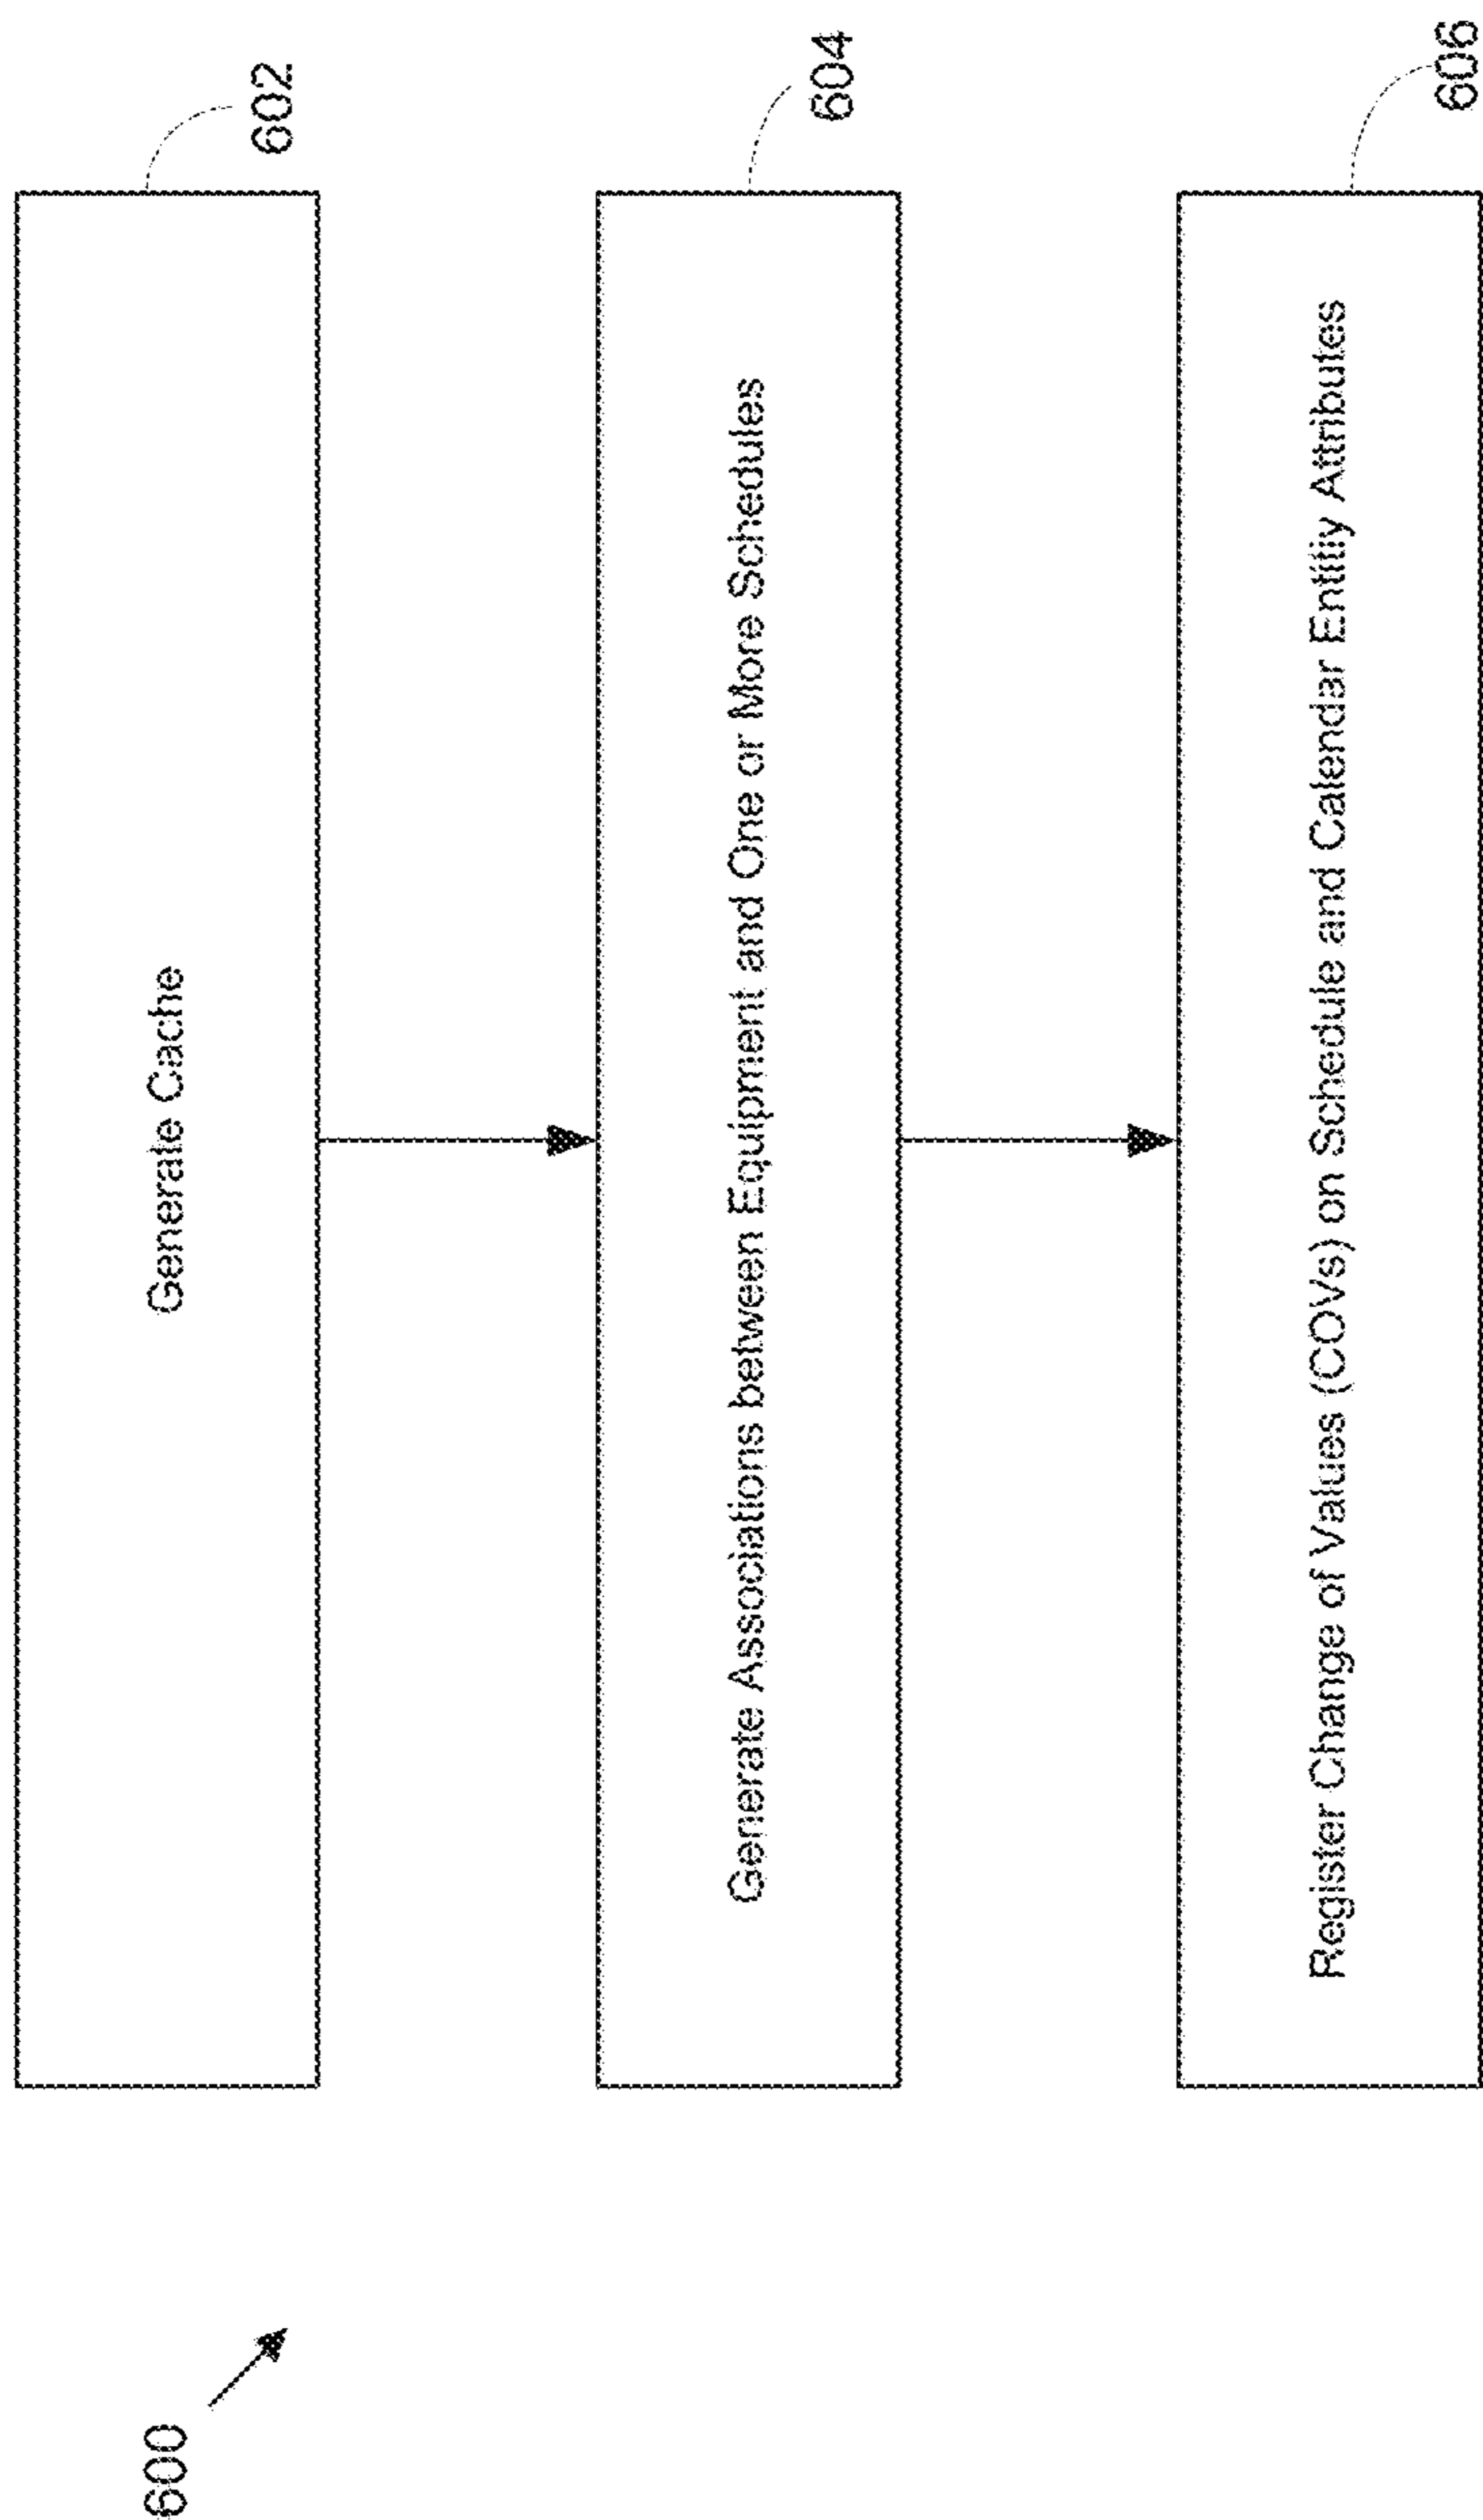 600
602
Generate Cache
604
Generate Associations between Equipment and One or More Schedules
606
Register Change of Values (COVs) on Schedule and Calendar Entitiy Attributes